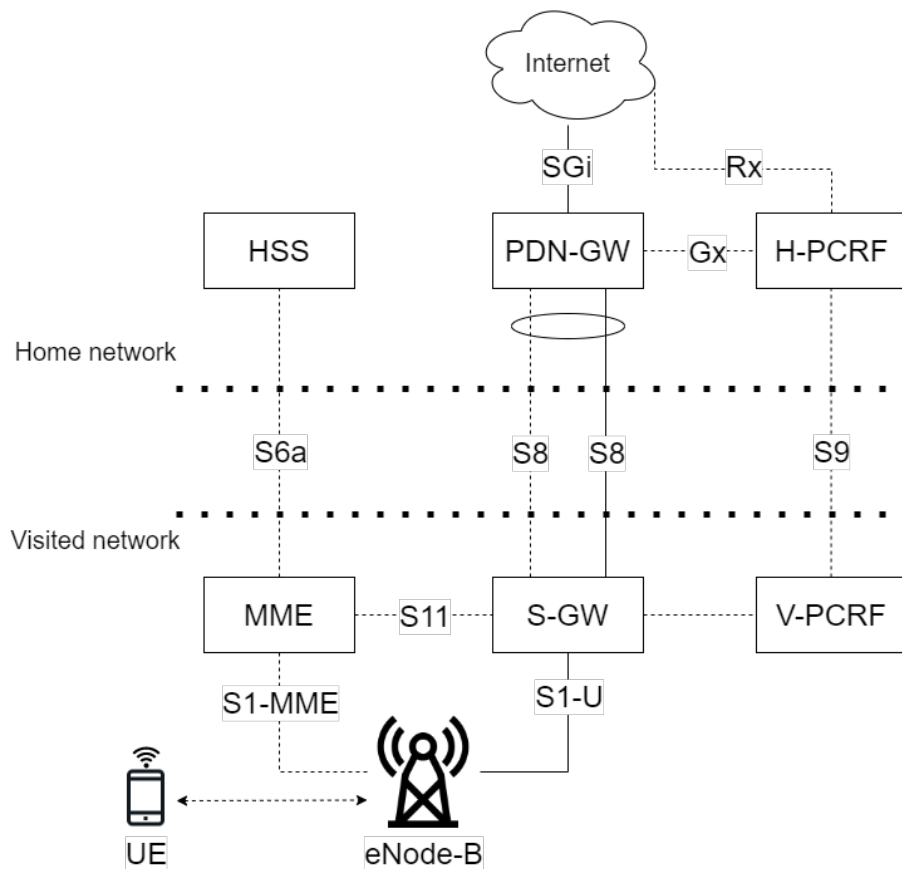 Internet
SGi
Rx
HSS
PDN-GW
Gx
H-PCRF
Home network
S6a
S8
S8
S9
Visited network
MME
S11
S-GW
V-PCRF
S1-MME
S1-U
UE
eNode-B